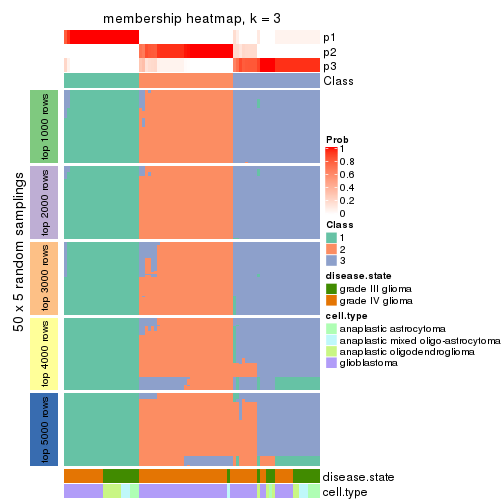 membership heatmap, k = 3
p1
p2
p3
Class
50 x 5 random samplings
top 1000 rows
top 2000 rows
top 3000 rows
top 4000 rows
top 5000 rows
disease.state
cell.type
Prob
1
0.8
0.6
0.4
0.2
0
Class
1
2
3
disease.state
grade III glioma
grade IV glioma
cell.type
anaplastic astrocytoma
anaplastic mixed oligo-astrocytoma
anaplastic oligodendroglioma
glioblastoma